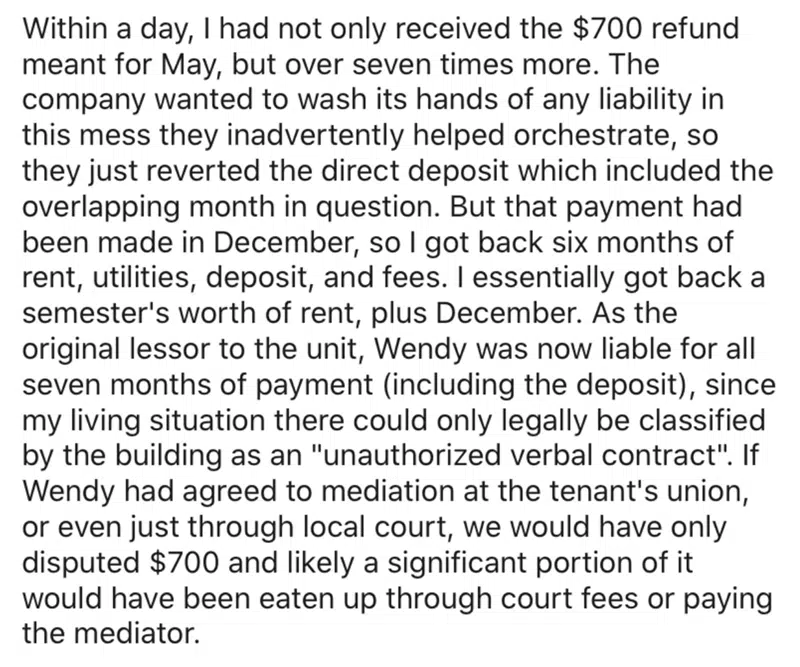 Within a day, I had not only received the $700 refund
meant for May, but over seven times more. The
company wanted to wash its hands of any liability in
this mess they inadvertently helped orchestrate, so
they just reverted the direct deposit which included the
overlapping month in question. But that payment had
been made in December, so I got back six months of
rent, utilities, deposit, and fees. I essentially got back a
semester's worth of rent, plus December. As the
original lessor to the unit, Wendy was now liable for all
seven months of payment (including the deposit), since
my living situation there could only legally be classified
by the building as an "unauthorized verbal contract". If
Wendy had agreed to mediation at the tenant's union,
or even just through local court, we would have only
disputed $700 and likely a significant portion of it
would have been eaten up through court fees or paying
the mediator.